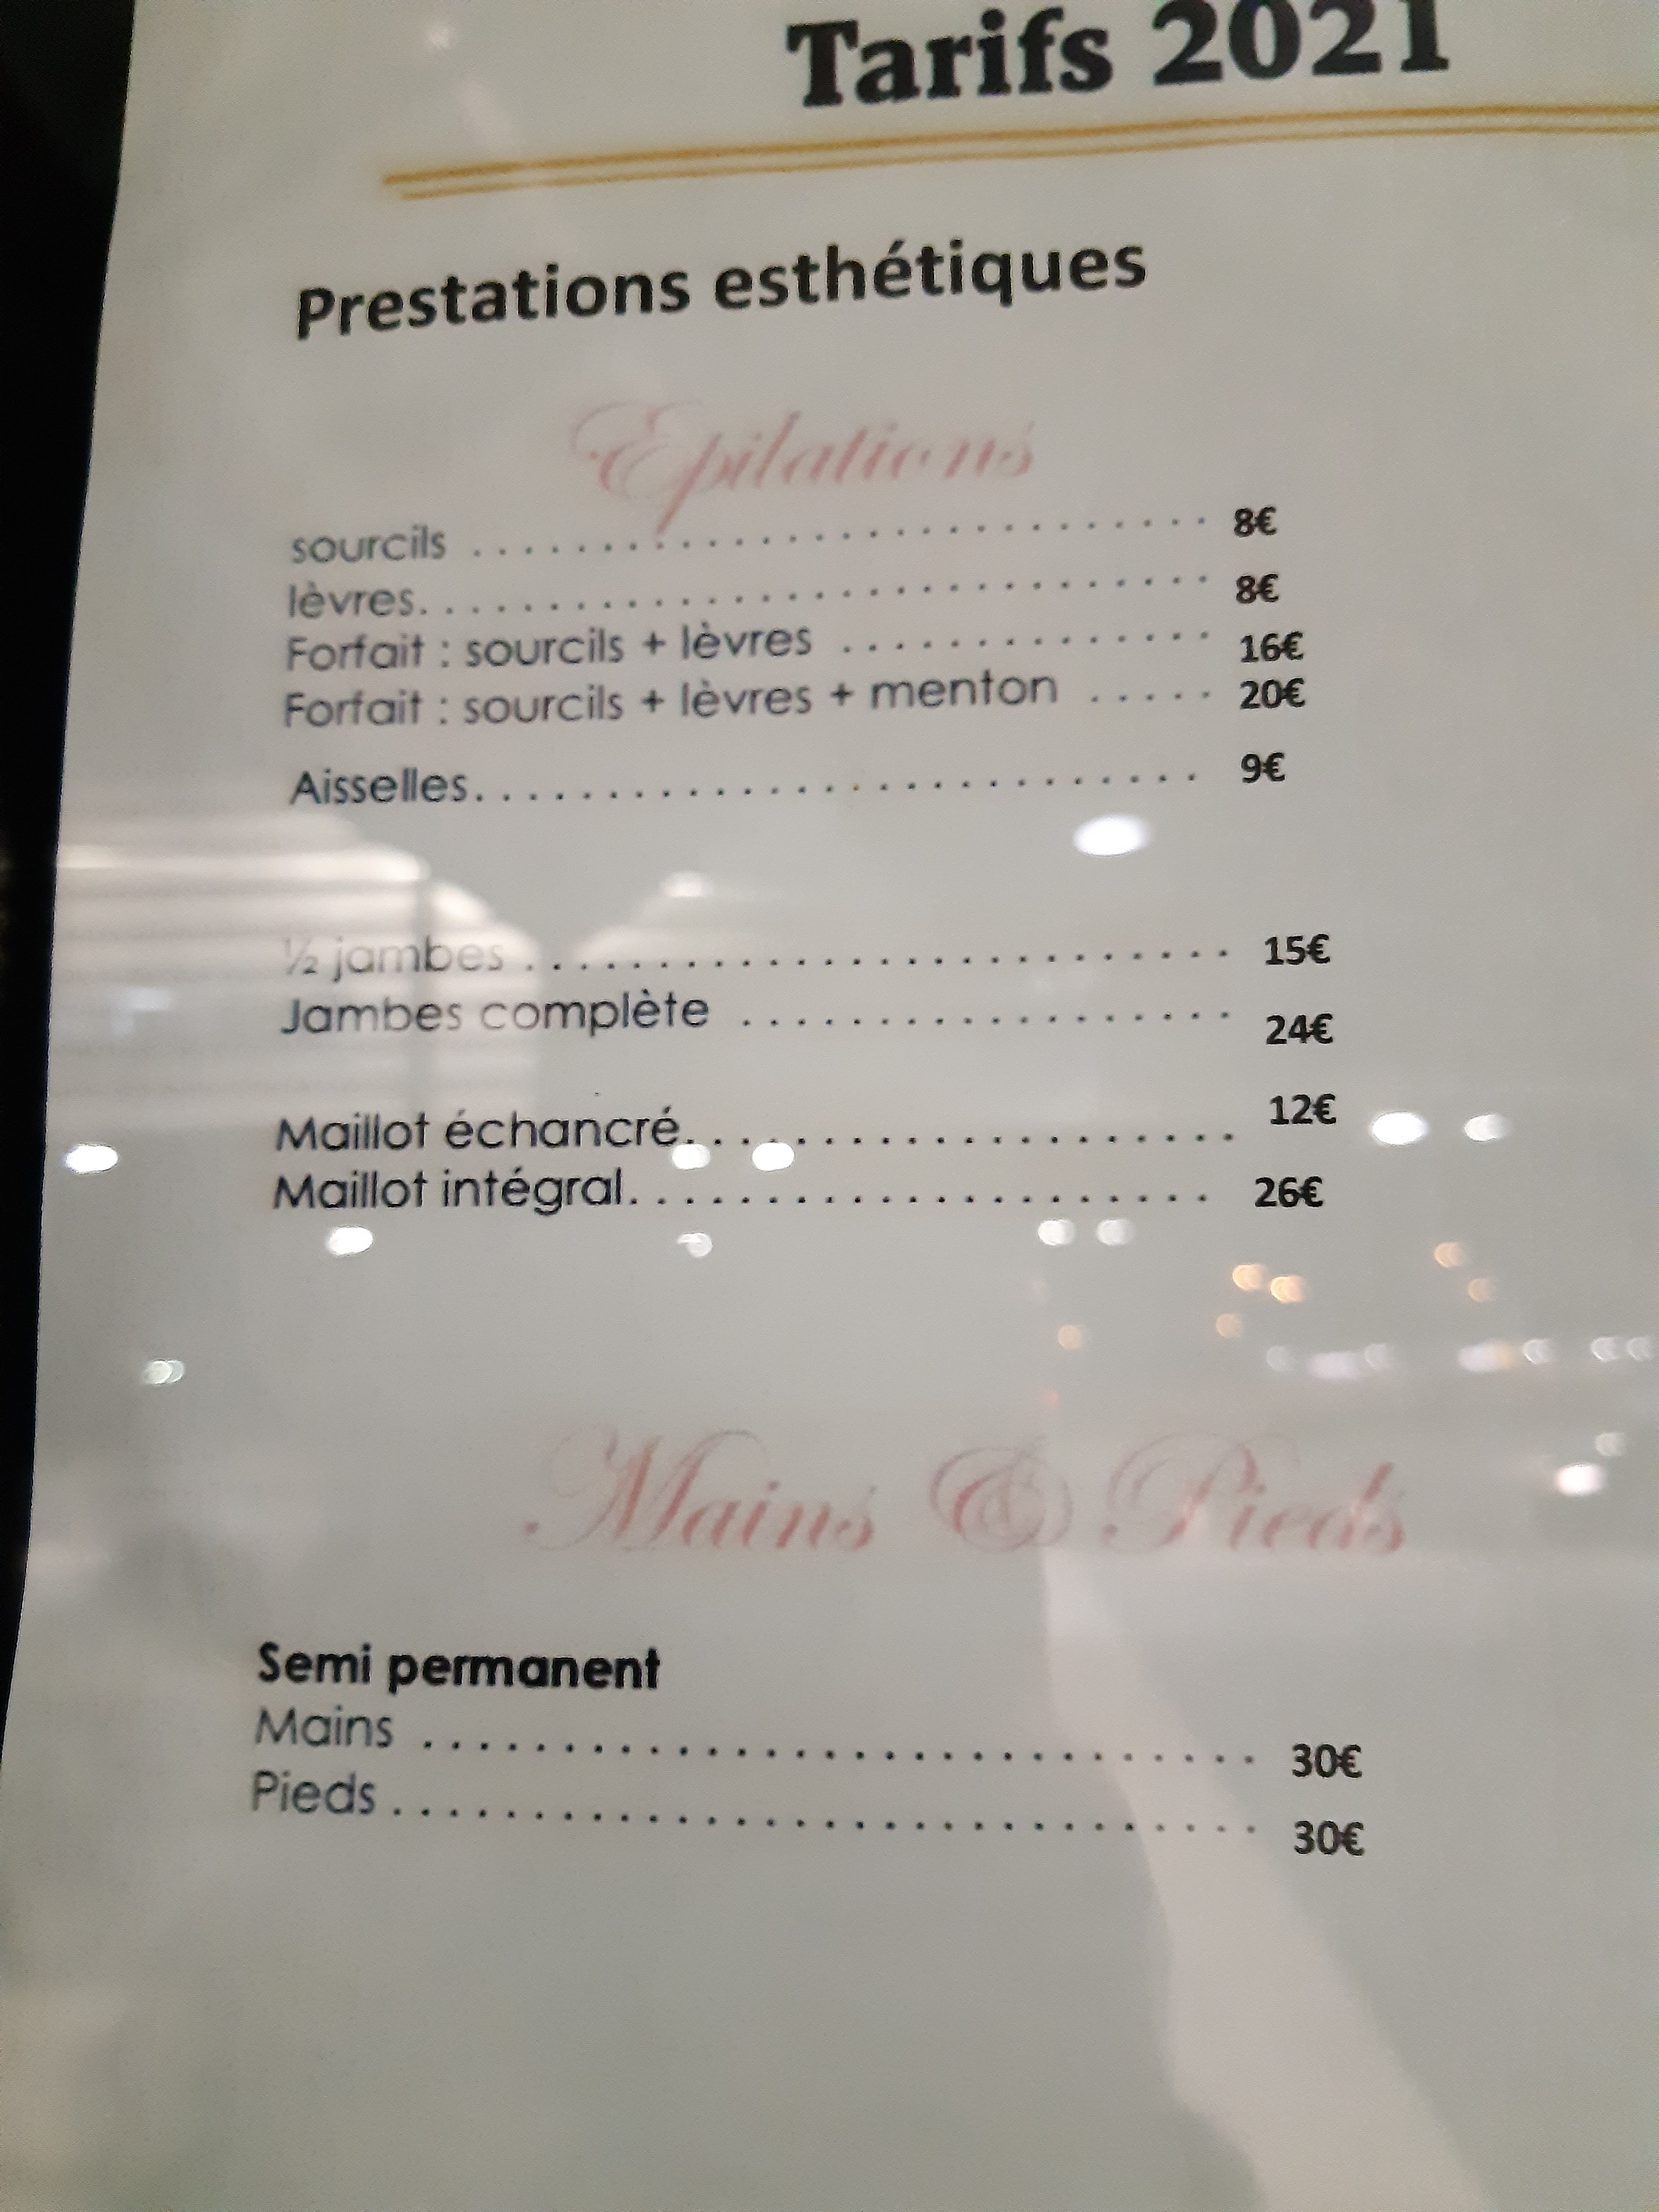 Tarifs 2021
Prestations esthétiques
Epilations
sourcils ............................ 8€
lèvres.............................. 8€
Forfait : sourcils + lèvres .............. 16€
Forfait : sourcils + lèvres + menton ..... 20€
Aisselles............................ 9€
½ jambes ........................... 15€
Jambes complète ................... 24€
Maillot échancré..................... 12€
Maillot intégral...................... 26€
Mains & Pieds
Semi permanent
Mains .............................. 30€
Pieds ............................... 30€